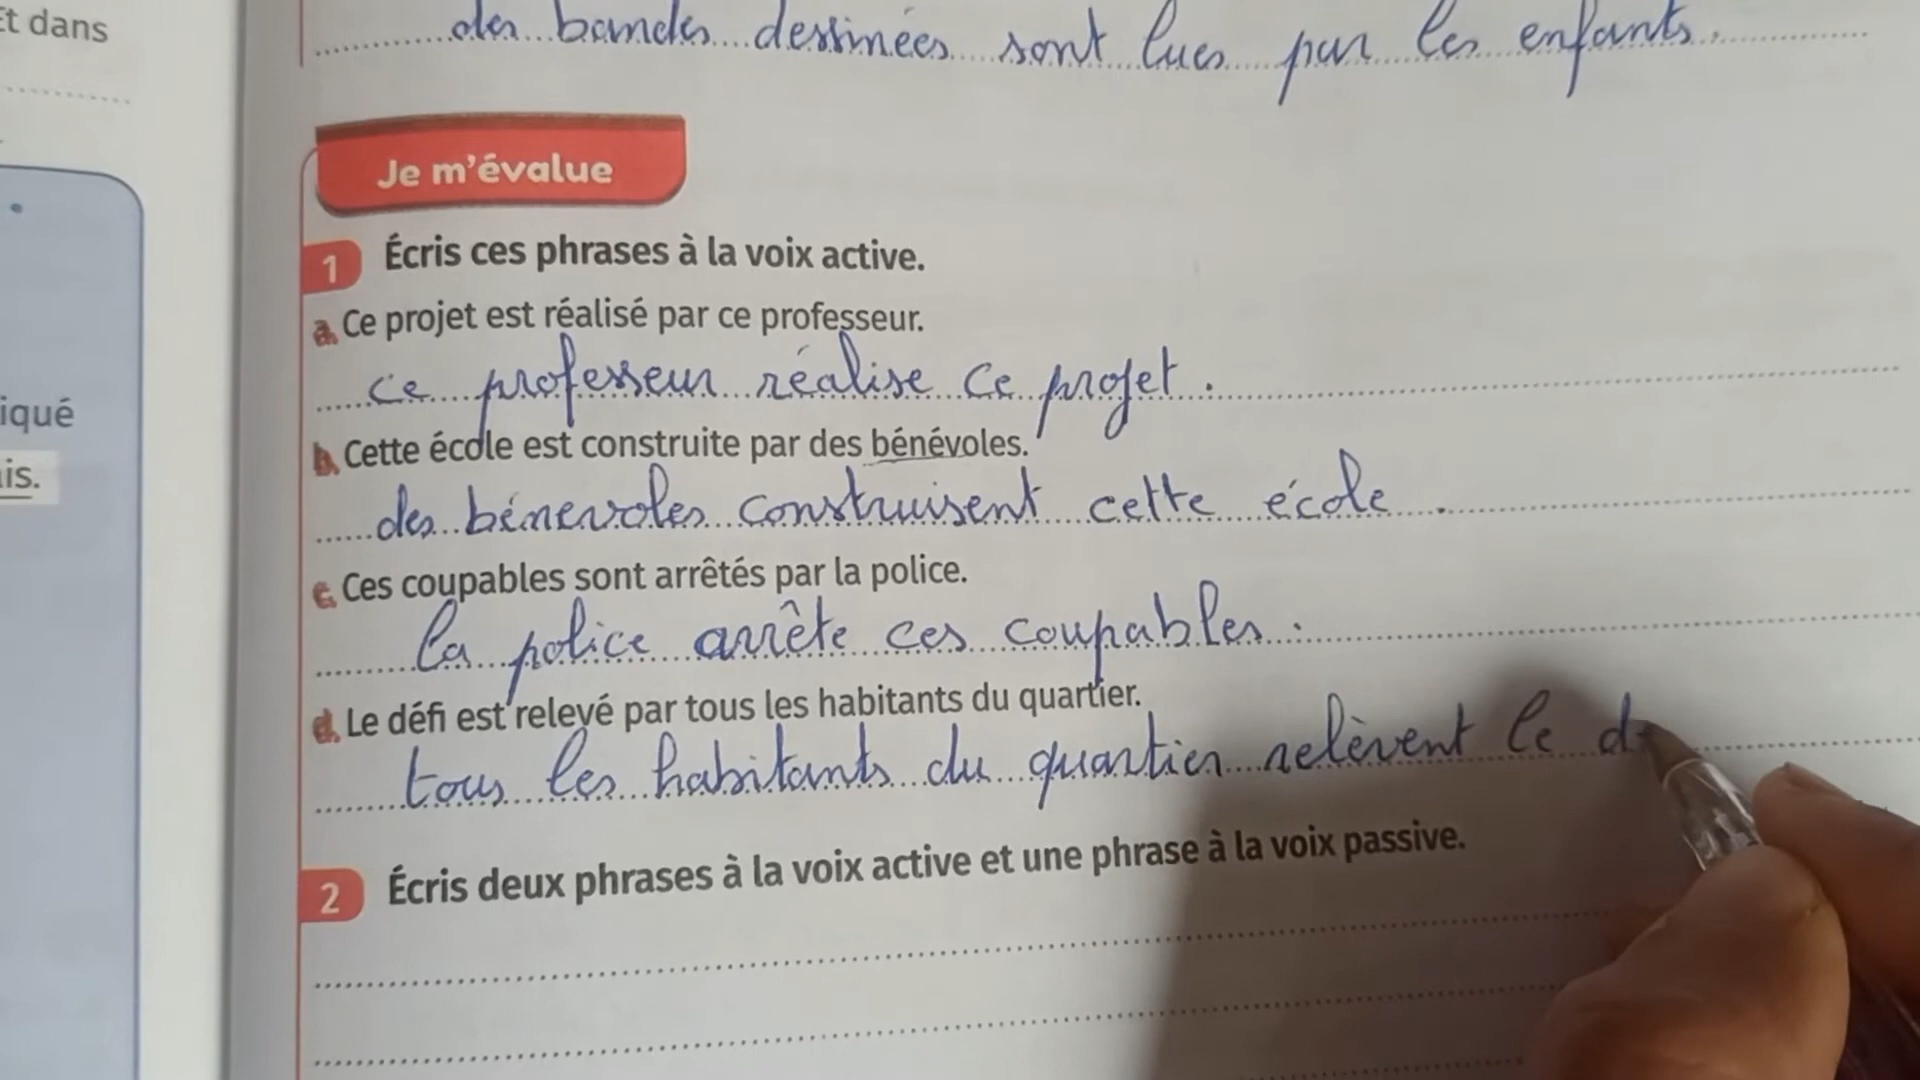 Et dans
des bandes dessinées sont lues par les enfants.
Je m'évalue
1 Écris ces phrases à la voix active.
a. Ce projet est réalisé par ce professeur.
ce professeur réalise ce projet.
iqué
b. Cette école est construite par des bénévoles.
is.
des bénevoles construisent cette école.
c. Ces coupables sont arrêtés par la police.
la police arrête ces coupables.
d. Le défi est relevé par tous les habitants du quartier.
tous les habitants du quartier relèvent le d
2 Écris deux phrases à la voix active et une phrase à la voix passive.